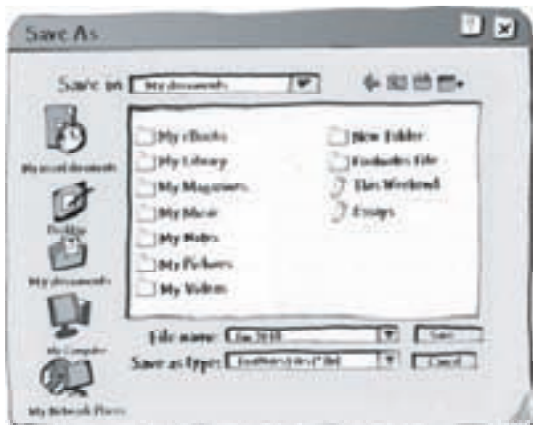 Save As
Save in My documents
My recent documents
Desktop
My documents
My Computer
My Network Places
My eBooks
My Library
My Magazines
My Music
My Notes
My Pictures
My Videos
New Folder
Footnotes File
This Weekend
Essays
File name:
Save
Save as type:
Cancel